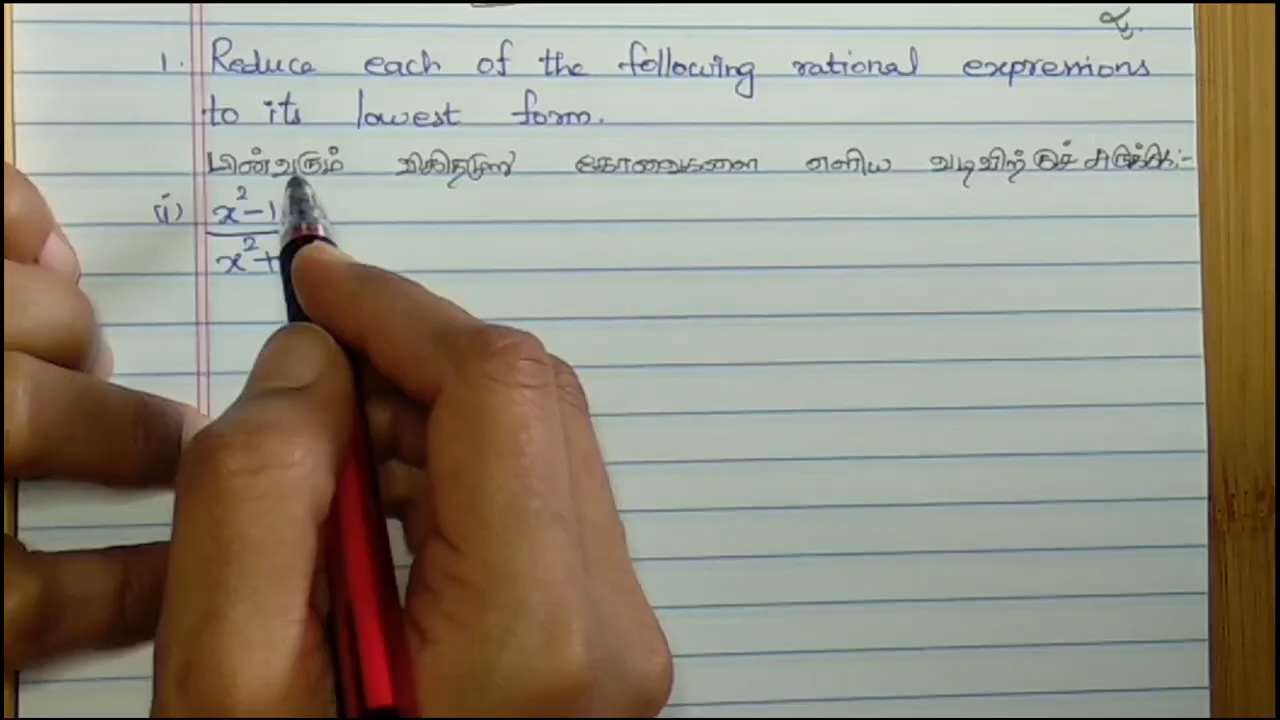 1. Reduce each of the following rational expressions
to its lowest form.
பின்வரும் விகிதமுறு கோவைகளை எளிய வடிவிற்குச் சுருக்குக:-
(i) x²-1
x²+